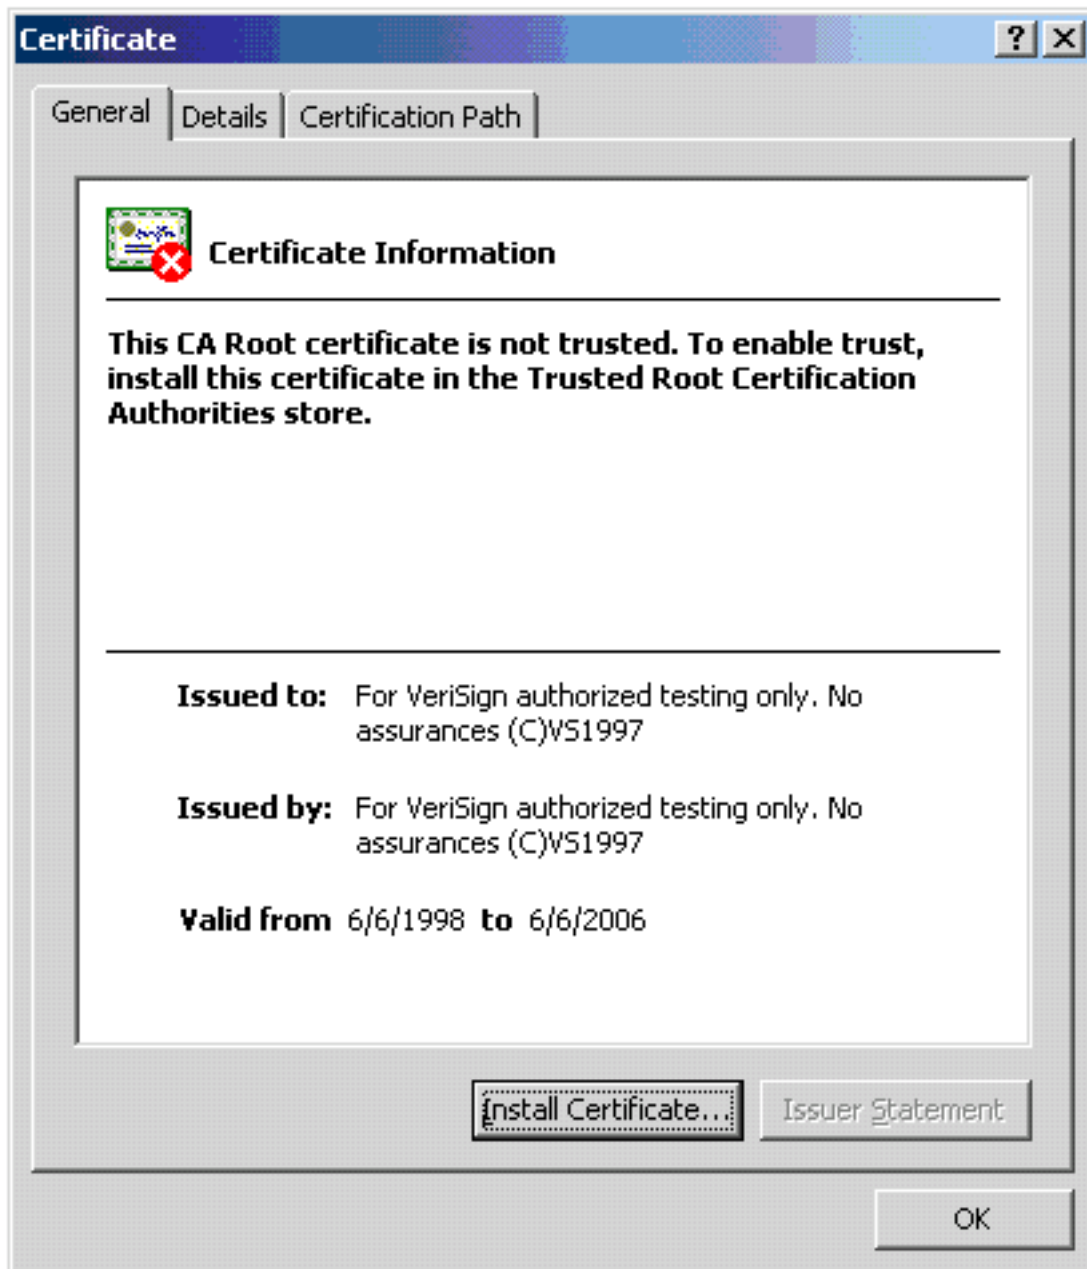 Certificate
General
Details
Certification Path
Certificate Information
This CA Root certificate is not trusted. To enable trust,
install this certificate in the Trusted Root Certification
Authorities store.
Issued to: For VeriSign authorized testing only. No
assurances (C)VS1997
Issued by: For VeriSign authorized testing only. No
assurances (C)VS1997
Valid from 6/6/1998 to 6/6/2006
Install Certificate...
Issuer Statement
OK